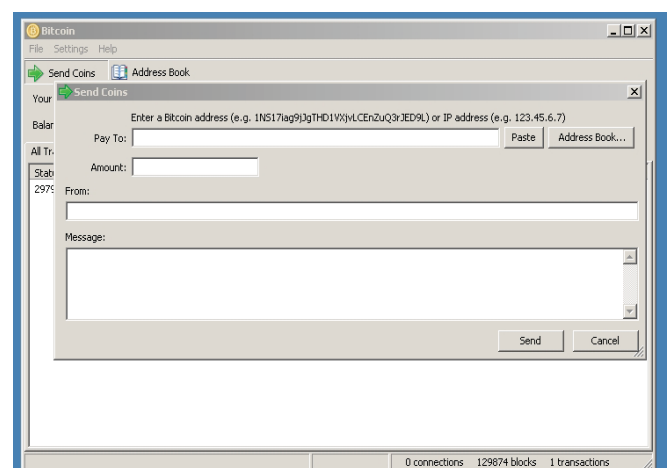 Bitcoin
File Settings Help
Send Coins Address Book
Your
Send Coins
Enter a Bitcoin address (e.g. 1NS17iag9jJgTHD1VXjvLCEnZuQ3rJED9L) or IP address (e.g. 123.45.6.7)
Balan
Pay To: Paste Address Book...
All Tr
Amount:
Stat
2979
From:
Message:
Send Cancel
0 connections 129874 blocks 1 transactions